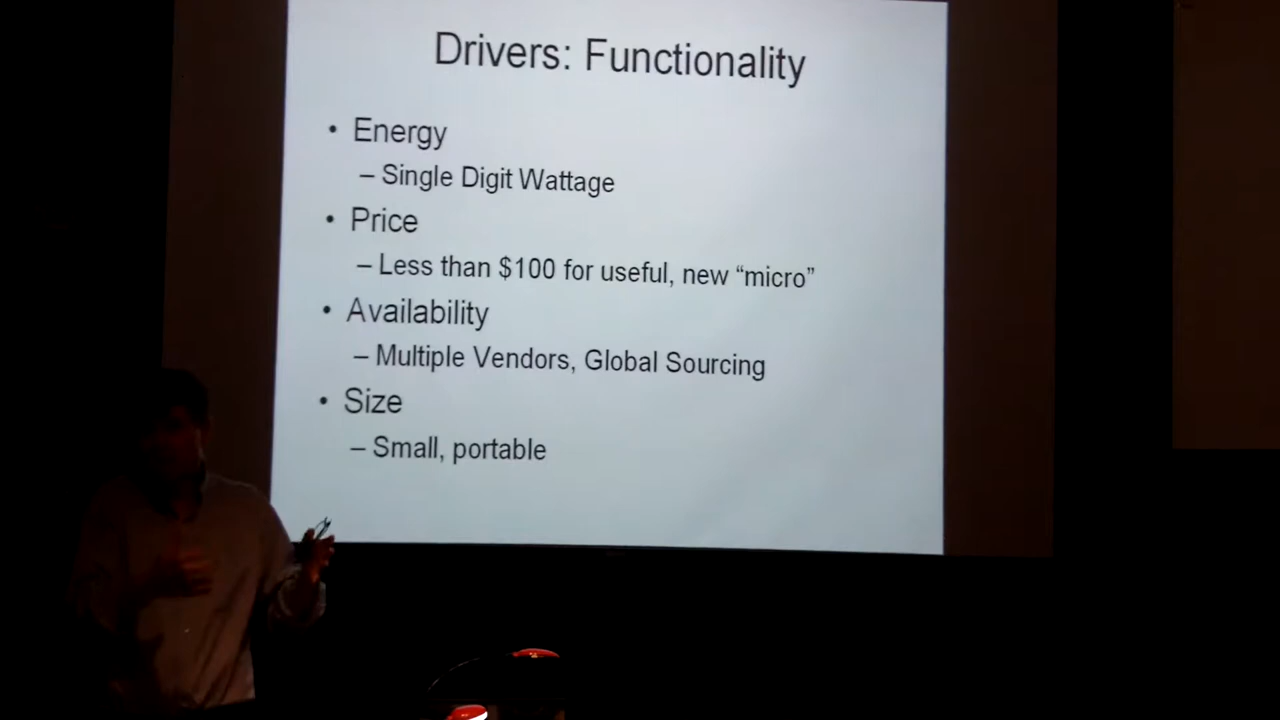 Drivers: Functionality
• Energy
– Single Digit Wattage
• Price
– Less than $100 for useful, new “micro”
• Availability
– Multiple Vendors, Global Sourcing
• Size
– Small, portable